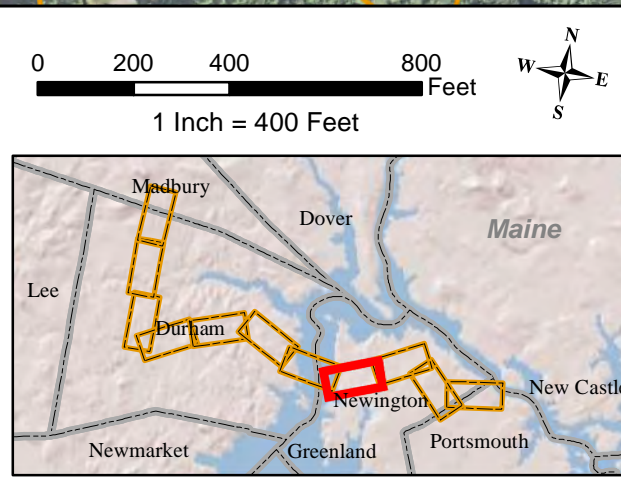 0 200 400 800
Feet
1 Inch = 400 Feet
N
W E
S
Madbury
Dover
Maine
Lee
Durham
Newington
New Castle
Newmarket
Greenland
Portsmouth